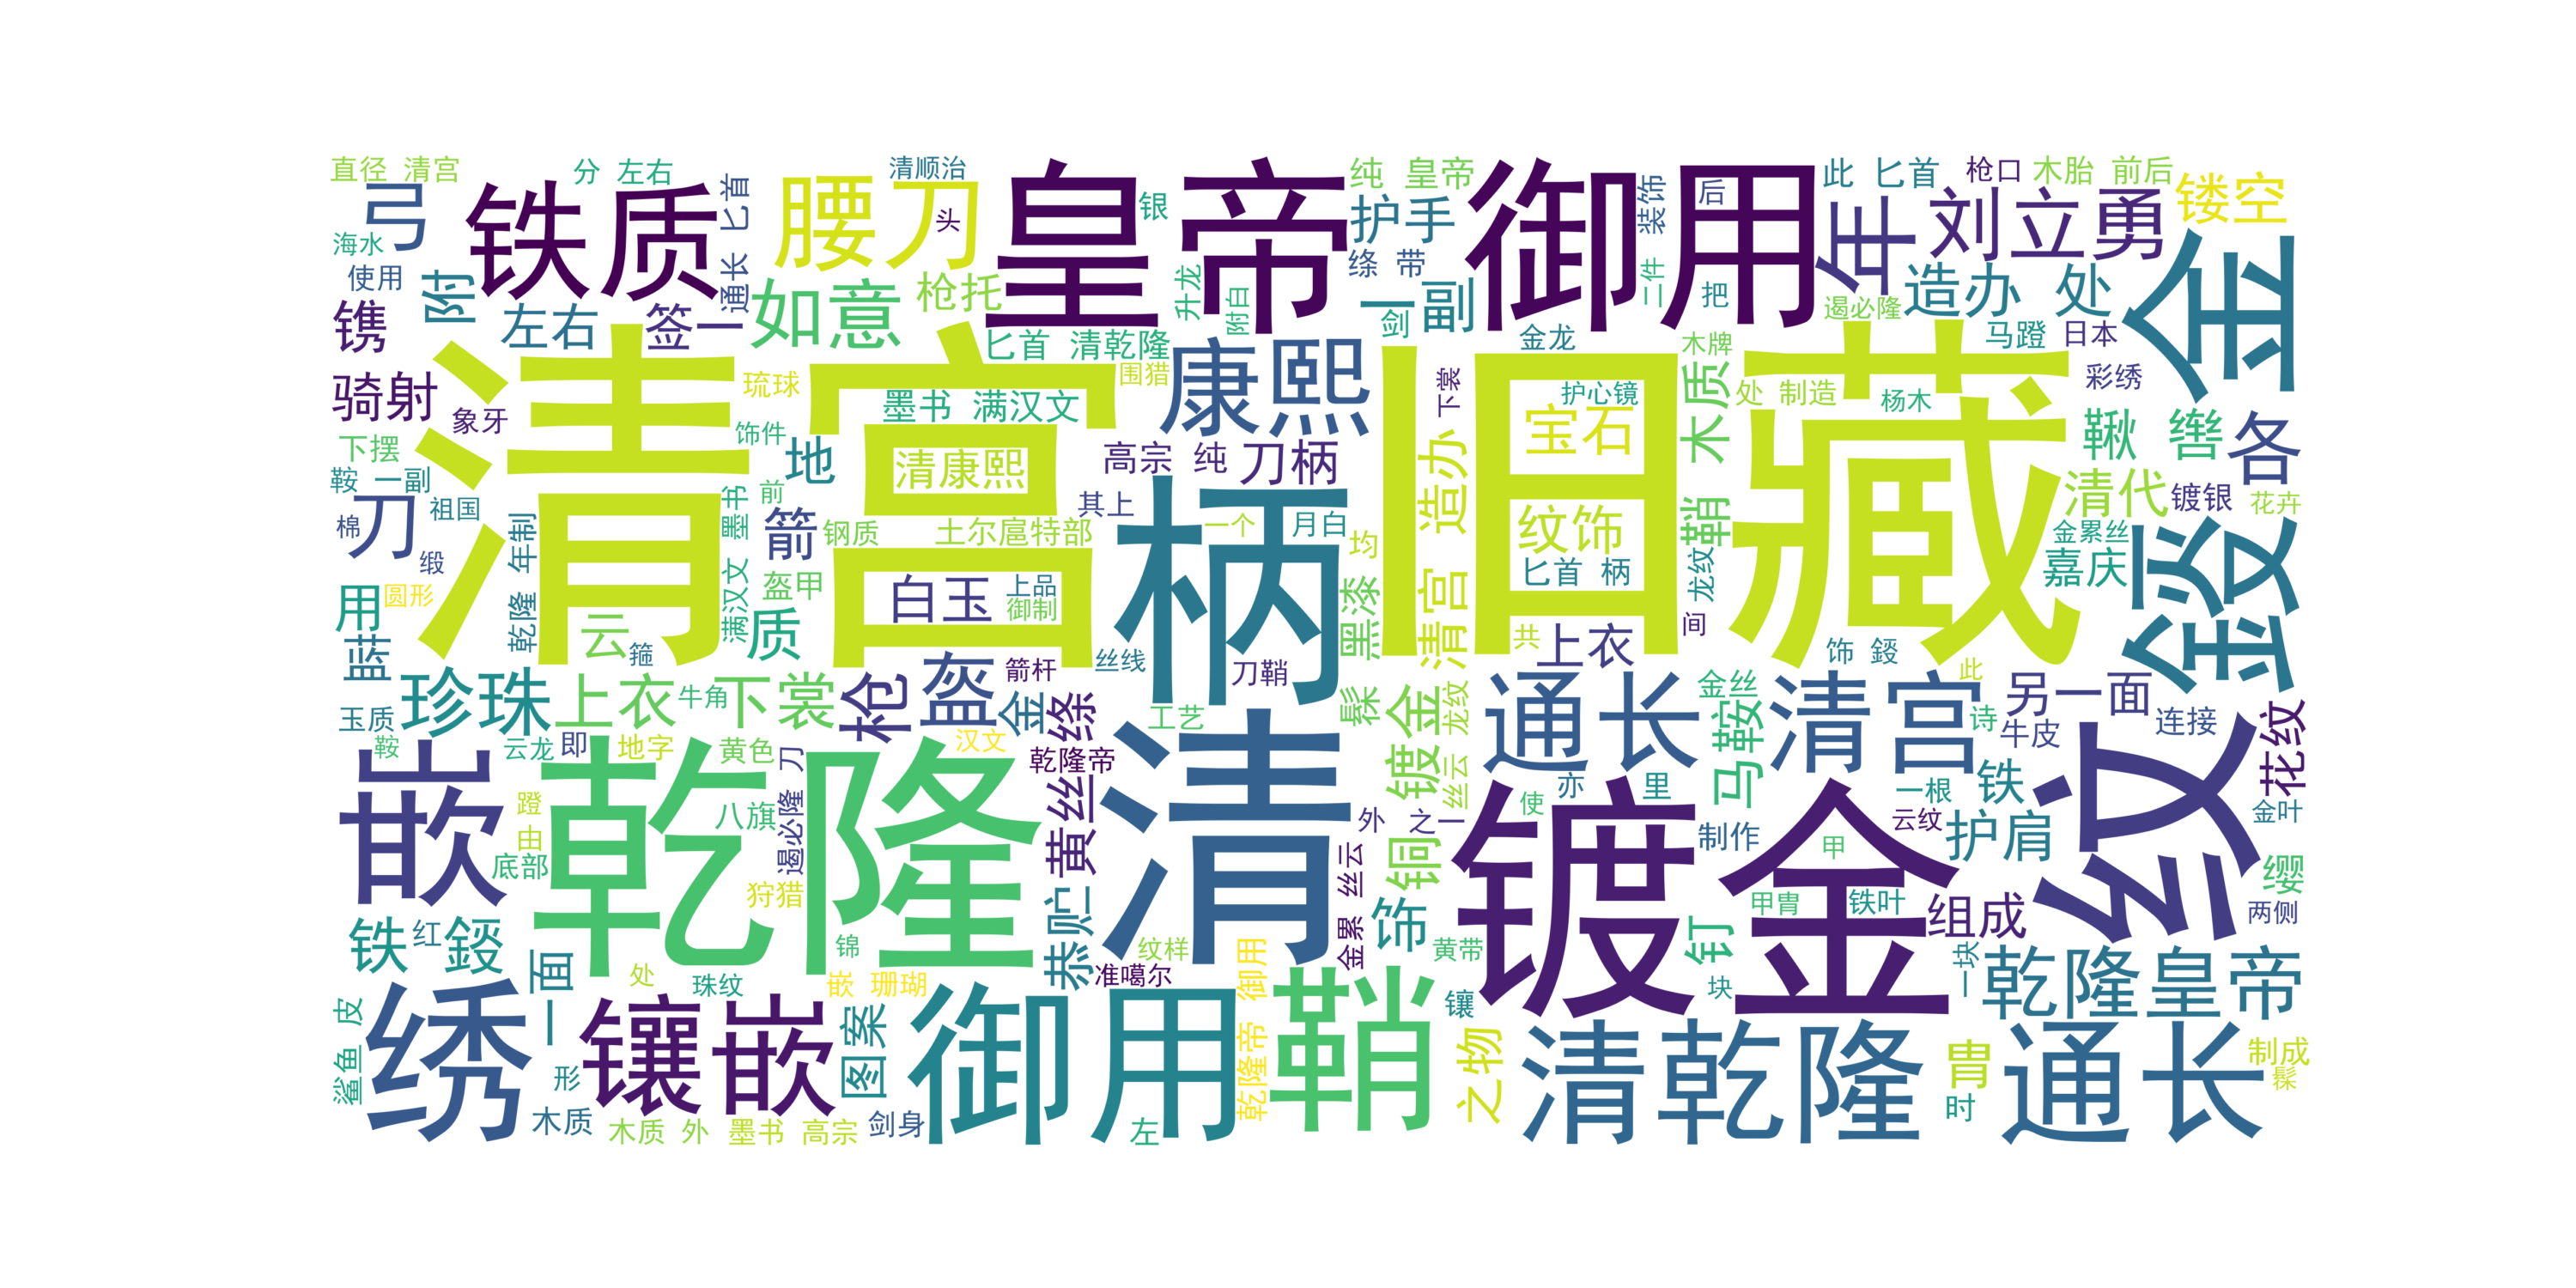 直径 清宫
分 左右
清顺治
纯 皇帝
此 匕首
枪口
木胎 前后
弓
铁质
通长 匕首
腰刀
头
皇帝 御用
银
护手
装饰
后
年
刘立勇
镂空
海水
使用
附
左右
签一
如意
枪托
升龙
附白
绦 带
一副
剑
二件
把
遏必隆
造办 处
金
镌
匕首 清乾隆
金龙
木牌
马蹬
日本
骑射
清宫 旧藏
琉球
围猎
康熙
下裳
护心镜
木质
处 制造
杨木
彩绣
象牙
墨书 满汉文
宝石
鞦 辔
各
下摆
饰件
地
清康熙
高宗 纯
刀柄
造办
鞍 一副
刀
祖国
前
墨书
其上
柄
清代
镀银
花卉
棉
缎
乾隆 年制
箭
钢质
土尔扈特部
一个
月白
均
纹饰
鞘
金累丝
用
圆形
满汉文
盔甲
白玉
上品
御制
黑漆
清宫
匕首 柄
龙纹
嘉庆
鋄
蓝
云
箍
质
丝线
共
上衣
间
饰 鋄
此
珍珠
上衣
牛角
下裳
枪
盔
箭杆
金
绦
刀鞘
髹
镀金
龙纹
通长
金丝
马鞍
清宫
另一面
诗
连接
花纹
玉质
鞍
云龙
即
地字
黄色
遏必隆 刀
汉文
工艺
乾隆帝
清
牛皮
嵌
乾隆
蹬
由
底部
八旗
狩猎
黄丝
外 之一
丝云
使
亦
里
镀金
制作
铁
一根
云纹
护肩
纹
金叶
铜
甲
缨
铁 鋄
红
一面
处
珠纹
锦
嵌 珊瑚
恭贮
准噶尔
纹样
御用
金累 丝云
饰
黄带
钉
块
甲胄
铁叶
组成
一块
两侧
鲨鱼 皮
绣
形
木质
镶嵌
图案
御用
乾隆帝
鞘
镶
之物
清乾隆
乾隆皇帝
胄
时
通长
制成
髹
木质 外
墨书 高宗
剑身
左